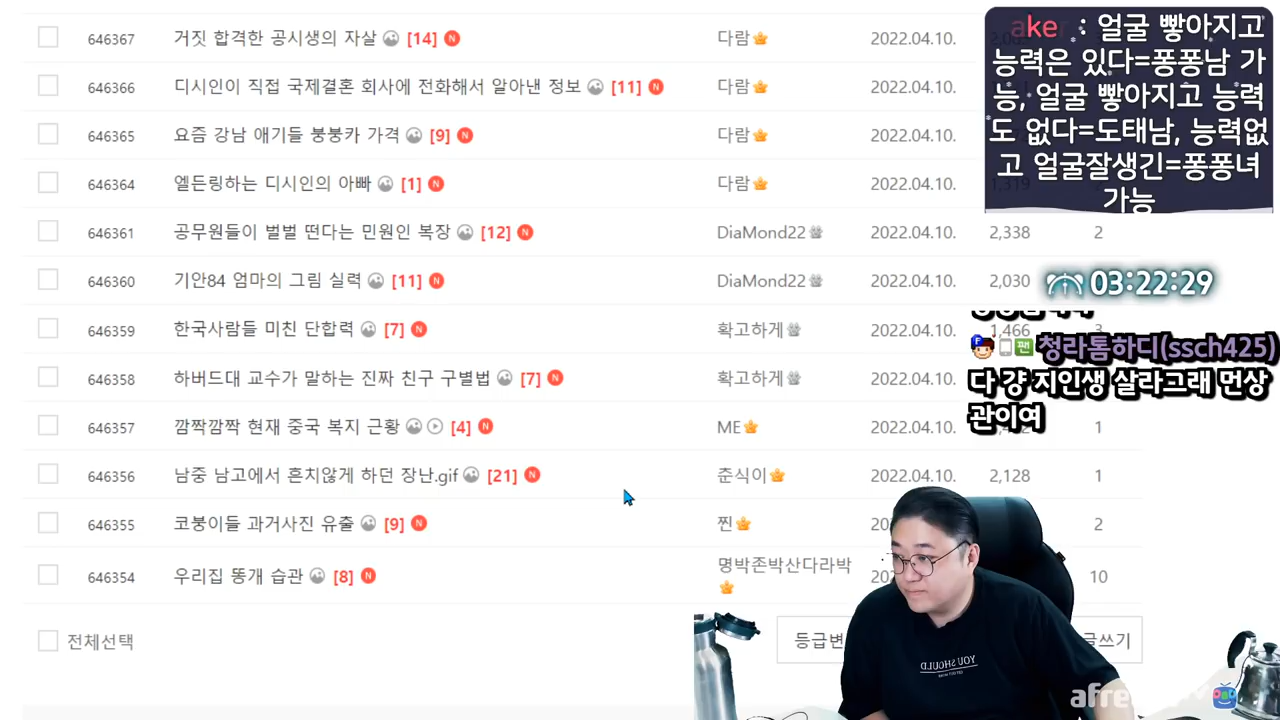 646367 거짓 합격한 공시생의 자살 [14] N 다람 2022.04.10.
646366 디시인이 직접 국제결혼 회사에 전화해서 알아낸 정보 [11] N 다람 2022.04.10.
646365 요즘 강남 애기들 붕붕카 가격 [9] N 다람 2022.04.10.
646364 엘든링하는 디시인의 아빠 [1] N 다람 2022.04.10. 1,319
646361 공무원들이 벌벌 떤다는 민원인 복장 [12] N DiaMond22 2022.04.10. 2,338 2
646360 기안84 엄마의 그림 실력 [11] N DiaMond22 2022.04.10. 2,030
646359 한국사람들 미친 단합력 [7] N 확고하게 2022.04.10. 1,466 3
646358 하버드대 교수가 말하는 진짜 친구 구별법 [7] N 확고하게 2022.04.10.
646357 깜짝깜짝 현재 중국 복지 근황 [4] N ME 2022.04.10. 1
646356 남중 남고에서 흔치않게 하던 장난.gif [21] N 춘식이 2022.04.10. 2,128 1
646355 코붕이들 과거사진 유출 [9] N 찐 2
646354 우리집 똥개 습관 [8] N 명박존박산다라박 10
전체선택
등급변
글쓰기
aker : 얼굴 빻아지고
능력은 있다=퐁퐁남 가
능, 얼굴 빻아지고 능력
도 없다=도태남, 능력없
고 얼굴잘생긴=퐁퐁녀
가능
03:22:29
F 팬 청라톰하디(ssch425)
다 걍 지인생 살라그래 먼상
관이여
YOU SHOULD
afre